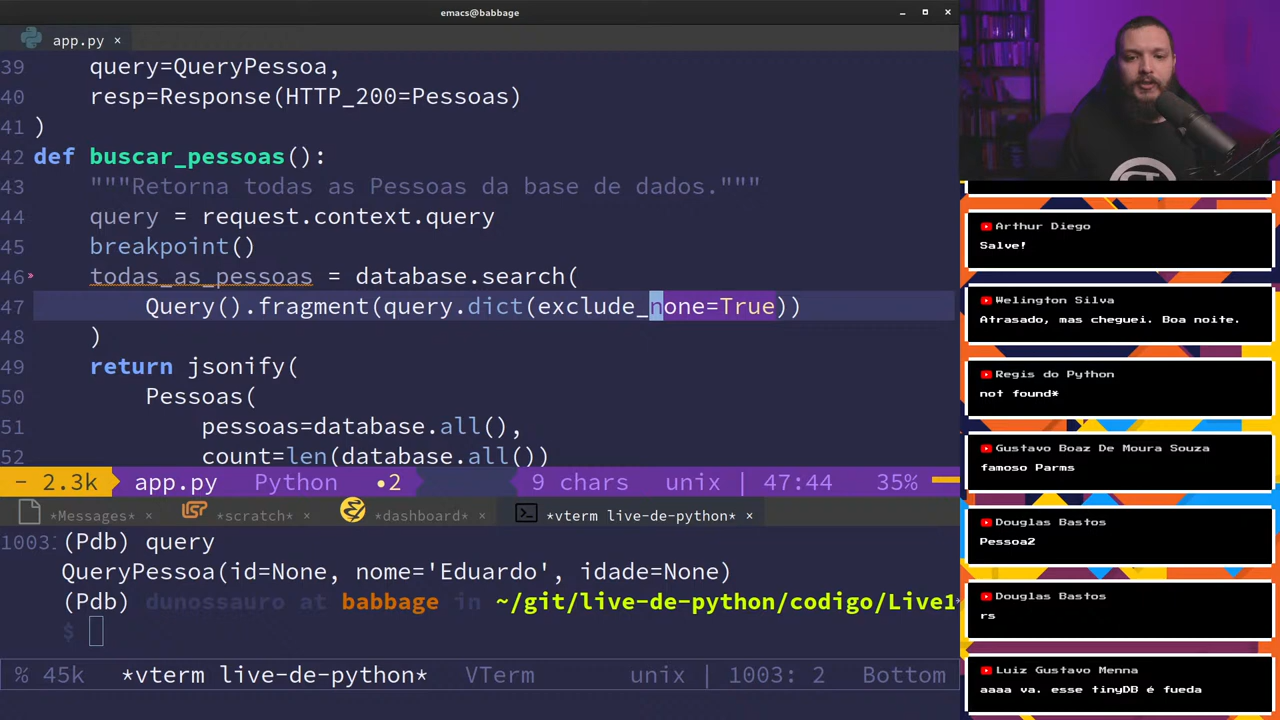 emacs@babbage
app.py ×
39 query=QueryPessoa,
40 resp=Response(HTTP_200=Pessoas)
41 )
42 def buscar_pessoas():
43 """Retorna todas as Pessoas da base de dados."""
44 query = request.context.query
45 breakpoint()
46 todas_as_pessoas = database.search(
47 Query().fragment(query.dict(exclude_none=True))
48 )
49 return jsonify(
50 Pessoas(
51 pessoas=database.all(),
52 count=len(database.all())
- 2.3k app.py Python •2 9 chars unix | 47:44 35%
*Messages* × *scratch* × *dashboard* × *vterm live-de-python* ×
1003: (Pdb) query
QueryPessoa(id=None, nome='Eduardo', idade=None)
(Pdb) dunossauro at babbage in ~/git/live-de-python/codigo/Live1
$
% 45k *vterm live-de-python* VTerm unix | 1003: 2 Bottom
Arthur Diego
Salve!
Welington Silva
Atrasado, mas cheguei. Boa noite.
Regis do Python
not found*
Gustavo Boaz De Moura Souza
famoso Parms
Douglas Bastos
Pessoa2
Douglas Bastos
rs
Luiz Gustavo Menna
aaaa va. esse tinyDB é fueda